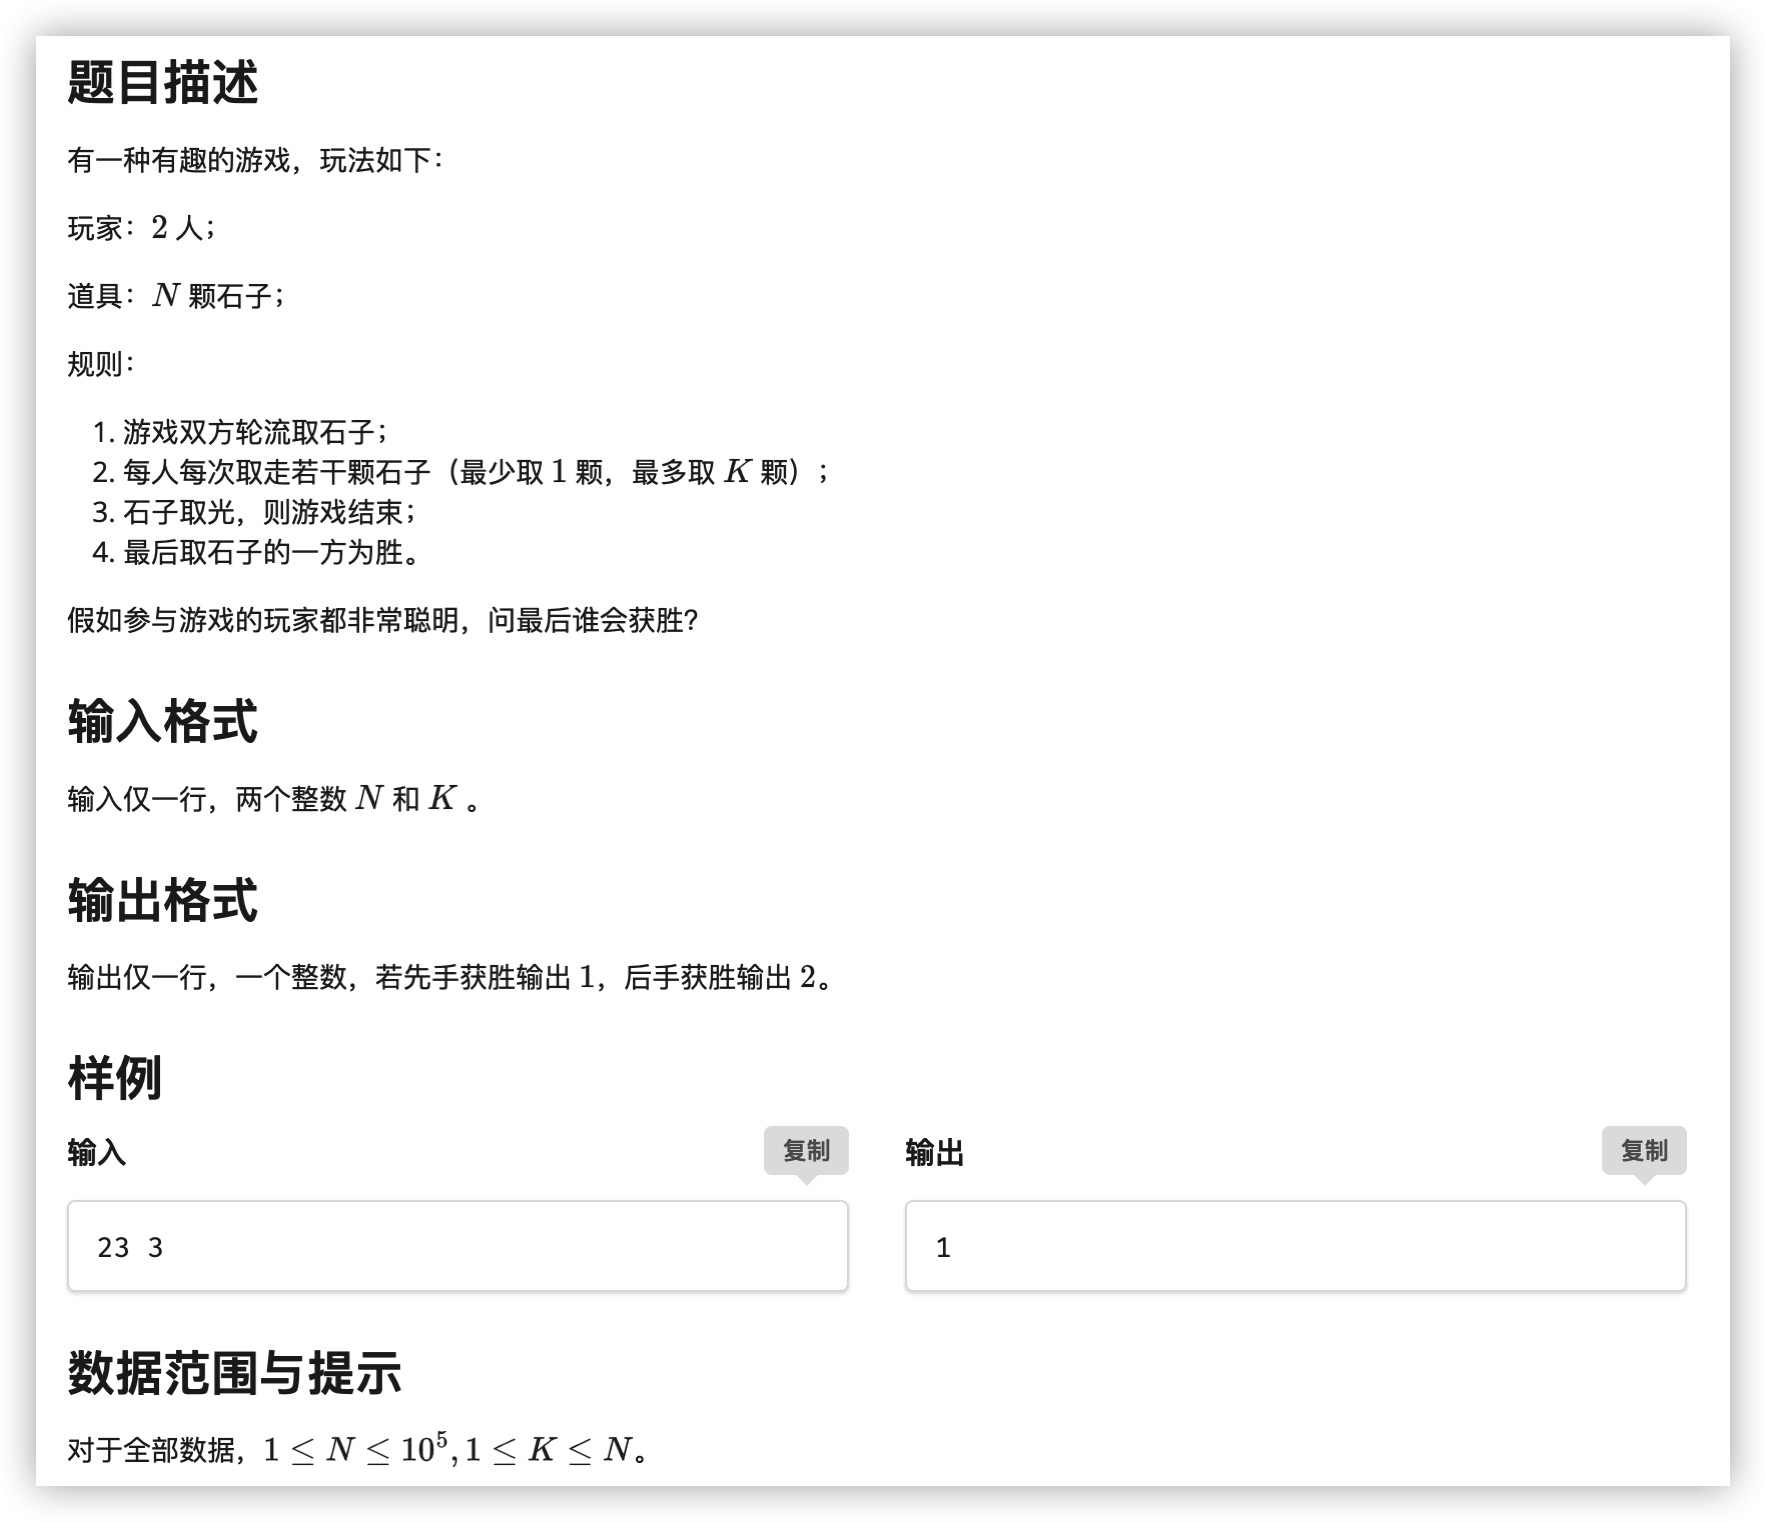 题目描述
有一种有趣的游戏，玩法如下：
玩家：2 人；
道具：N 颗石子；
规则：
1. 游戏双方轮流取石子；
2. 每人每次取走若干颗石子（最少取 1 颗，最多取 K 颗）；
3. 石子取光，则游戏结束；
4. 最后取石子的一方为胜。
假如参与游戏的玩家都非常聪明，问最后谁会获胜？
输入格式
输入仅一行，两个整数 N 和 K 。
输出格式
输出仅一行，一个整数，若先手获胜输出 1，后手获胜输出 2。
样例
输入 复制 输出 复制
23 3 1
数据范围与提示
对于全部数据，1 ≤ N ≤ 10⁵, 1 ≤ K ≤ N。